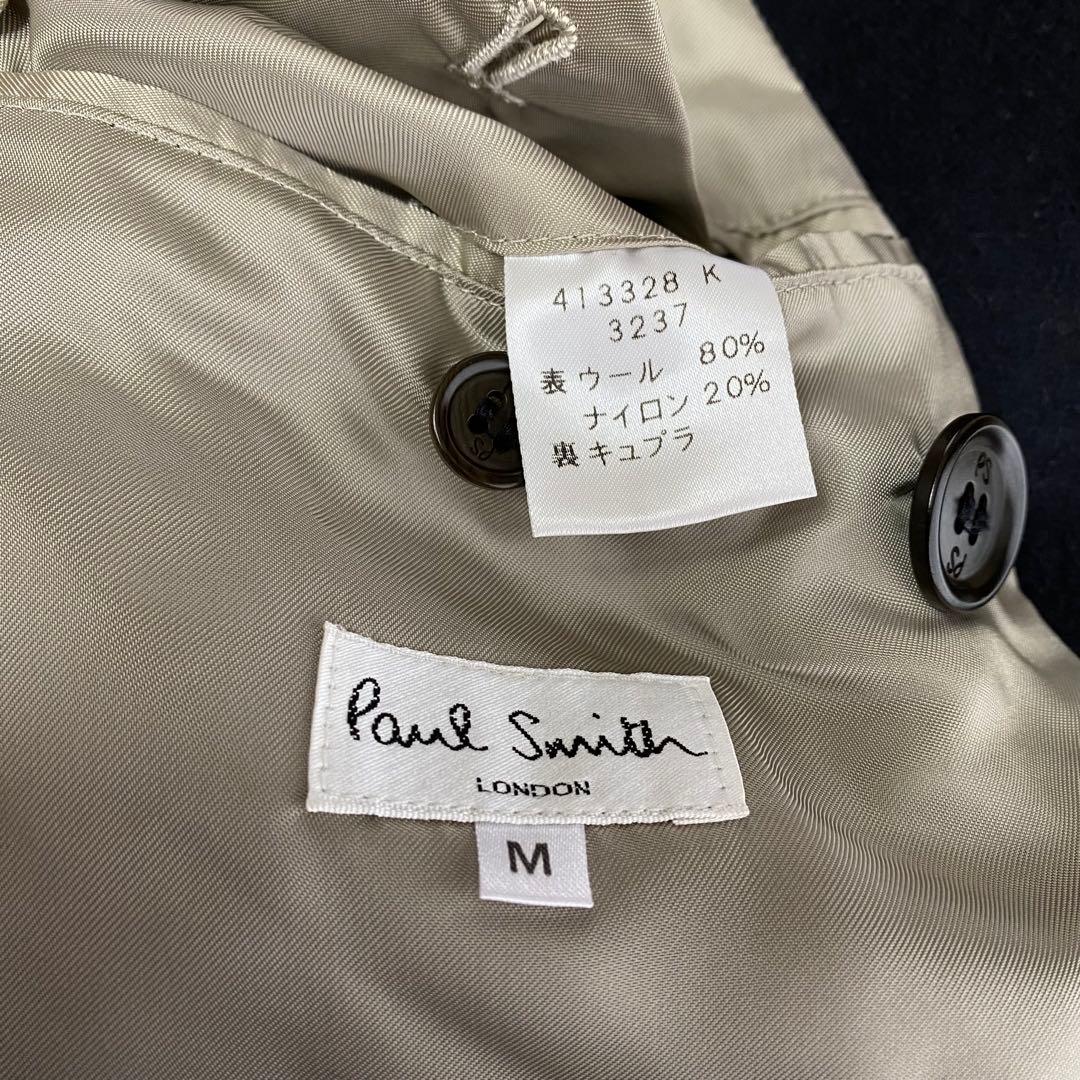 413328 K
3237
表 ウール 80%
ナイロン 20%
裏 キュプラ
Paul Smith
LONDON
M